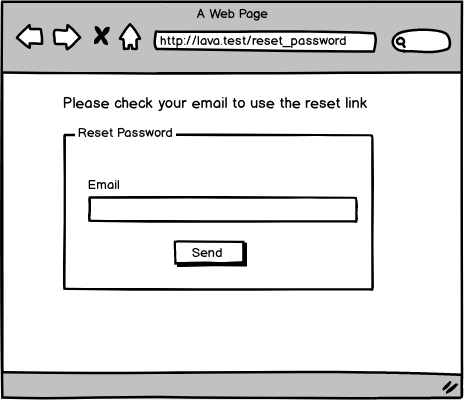 A Web Page
http://lava.test/reset_password
Please check your email to use the reset link
Reset Password
Email
Send